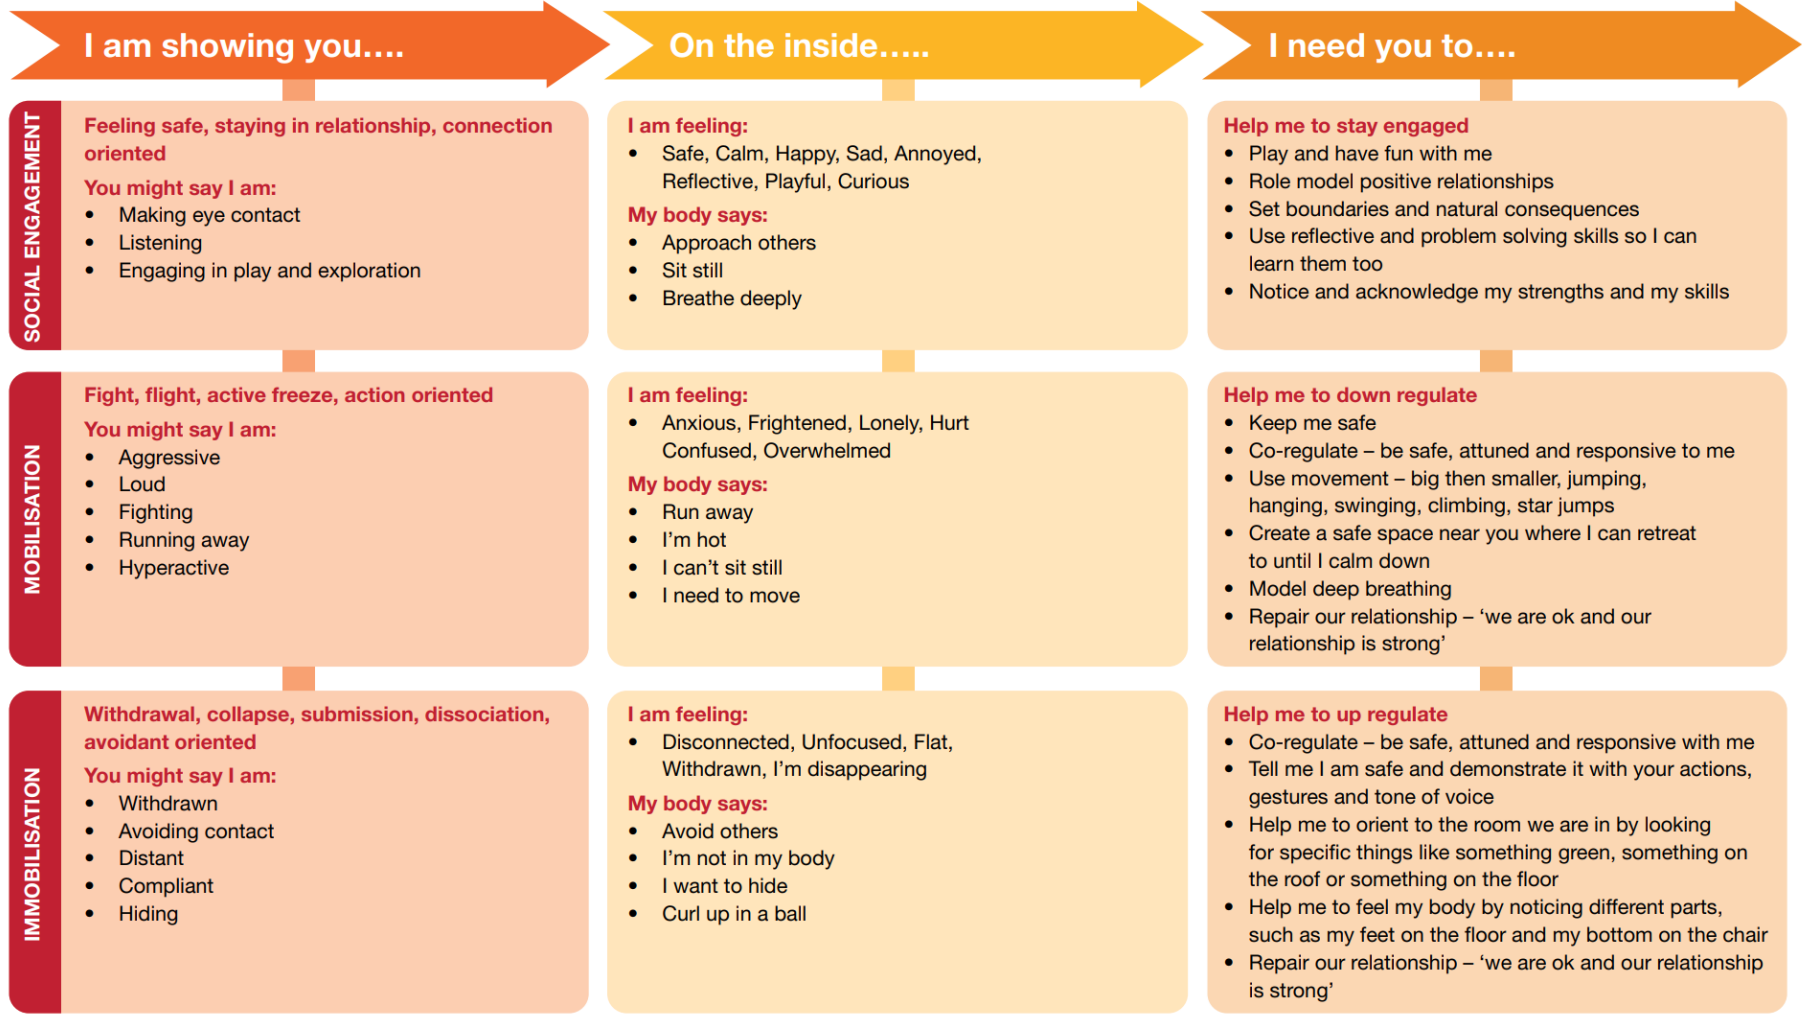 I am showing you....
On the inside.....
I need you to....
SOCIAL ENGAGEMENT
Feeling safe, staying in relationship, connection
oriented
You might say I am:
• Making eye contact
• Listening
• Engaging in play and exploration
I am feeling:
• Safe, Calm, Happy, Sad, Annoyed,
Reflective, Playful, Curious
My body says:
• Approach others
• Sit still
• Breathe deeply
Help me to stay engaged
• Play and have fun with me
• Role model positive relationships
• Set boundaries and natural consequences
• Use reflective and problem solving skills so I can
learn them too
• Notice and acknowledge my strengths and my skills
MOBILISATION
Fight, flight, active freeze, action oriented
You might say I am:
• Aggressive
• Loud
• Fighting
• Running away
• Hyperactive
I am feeling:
• Anxious, Frightened, Lonely, Hurt
Confused, Overwhelmed
My body says:
• Run away
• I'm hot
• I can't sit still
• I need to move
Help me to down regulate
• Keep me safe
• Co-regulate – be safe, attuned and responsive to me
• Use movement – big then smaller, jumping,
hanging, swinging, climbing, star jumps
• Create a safe space near you where I can retreat
to until I calm down
• Model deep breathing
• Repair our relationship – ‘we are ok and our
relationship is strong’
IMMOBILISATION
Withdrawal, collapse, submission, dissociation,
avoidant oriented
You might say I am:
• Withdrawn
• Avoiding contact
• Distant
• Compliant
• Hiding
I am feeling:
• Disconnected, Unfocused, Flat,
Withdrawn, I’m disappearing
My body says:
• Avoid others
• I’m not in my body
• I want to hide
• Curl up in a ball
Help me to up regulate
• Co-regulate – be safe, attuned and responsive with me
• Tell me I am safe and demonstrate it with your actions,
gestures and tone of voice
• Help me to orient to the room we are in by looking
for specific things like something green, something on
the roof or something on the floor
• Help me to feel my body by noticing different parts,
such as my feet on the floor and my bottom on the chair
• Repair our relationship – ‘we are ok and our relationship
is strong’